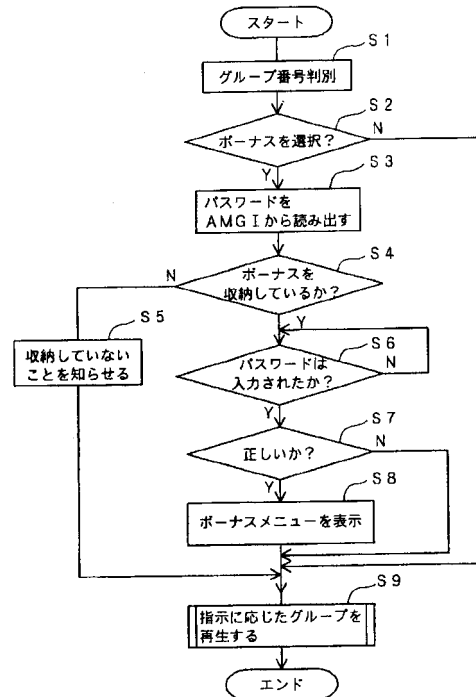 スタート
S1
グループ番号判別
S2
ボーナスを選択?
N
Y
S3
パスワードを
AMGIから読み出す
S4
N
ボーナスを
収納しているか?
Y
S5
収納していない
ことを知らせる
S6
パスワードは
入力されたか?
N
Y
S7
正しいか?
N
Y
S8
ボーナスメニューを表示
S9
指示に応じたグループを
再生する
エンド